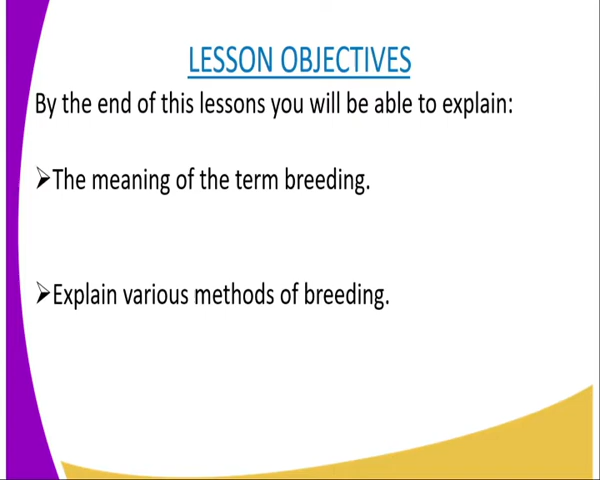 LESSON OBJECTIVES
By the end of this lessons you will be able to explain:
➢The meaning of the term breeding.
➢Explain various methods of breeding.